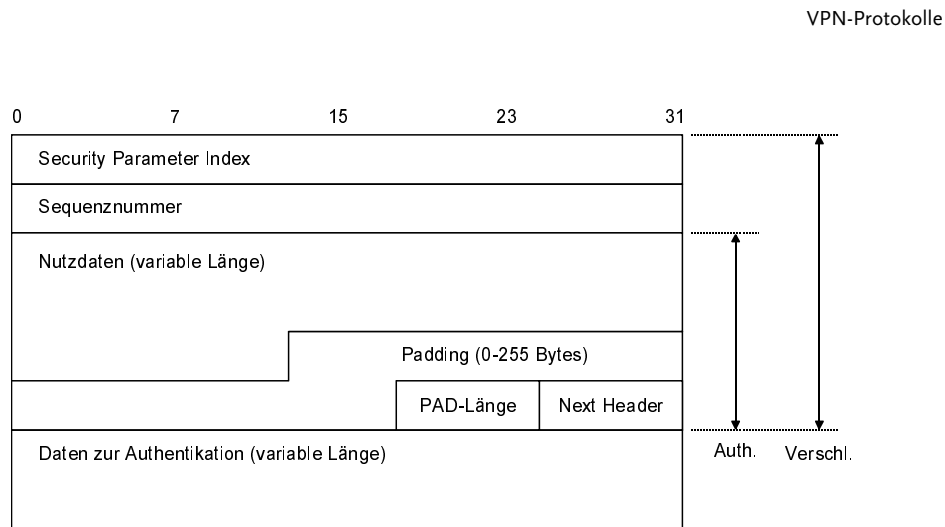 VPN-Protokolle
0 7 15 23 31
Security Parameter Index
Sequenznummer
Nutzdaten (variable Länge)
Padding (0-255 Bytes)
PAD-Länge Next Header
Daten zur Authentikation (variable Länge)
Auth. Verschl.